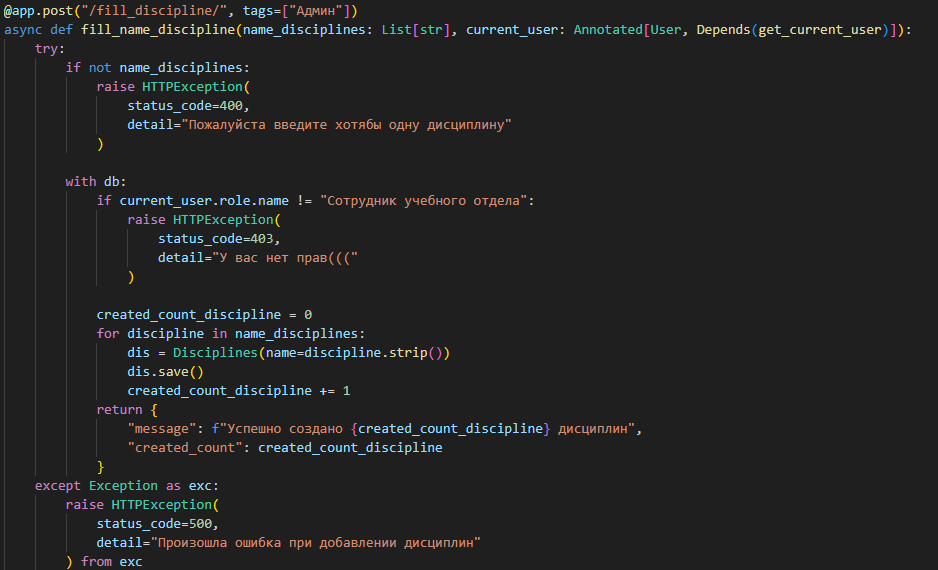 @app.post("/fill_discipline/", tags=["Админ"])
async def fill_name_discipline(name_disciplines: List[str], current_user: Annotated[User, Depends(get_current_user)]):
    try:
        if not name_disciplines:
            raise HTTPException(
                status_code=400,
                detail="Пожалуйста введите хотябы одну дисциплину"
            )

        with db:
            if current_user.role.name != "Сотрудник учебного отдела":
                raise HTTPException(
                    status_code=403,
                    detail="У вас нет прав((("
                )

            created_count_discipline = 0
            for discipline in name_disciplines:
                dis = Disciplines(name=discipline.strip())
                dis.save()
                created_count_discipline += 1
            return {
                "message": f"Успешно создано {created_count_discipline} дисциплин",
                "created_count": created_count_discipline
            }
    except Exception as exc:
        raise HTTPException(
            status_code=500,
            detail="Произошла ошибка при добавлении дисциплин"
        ) from exc